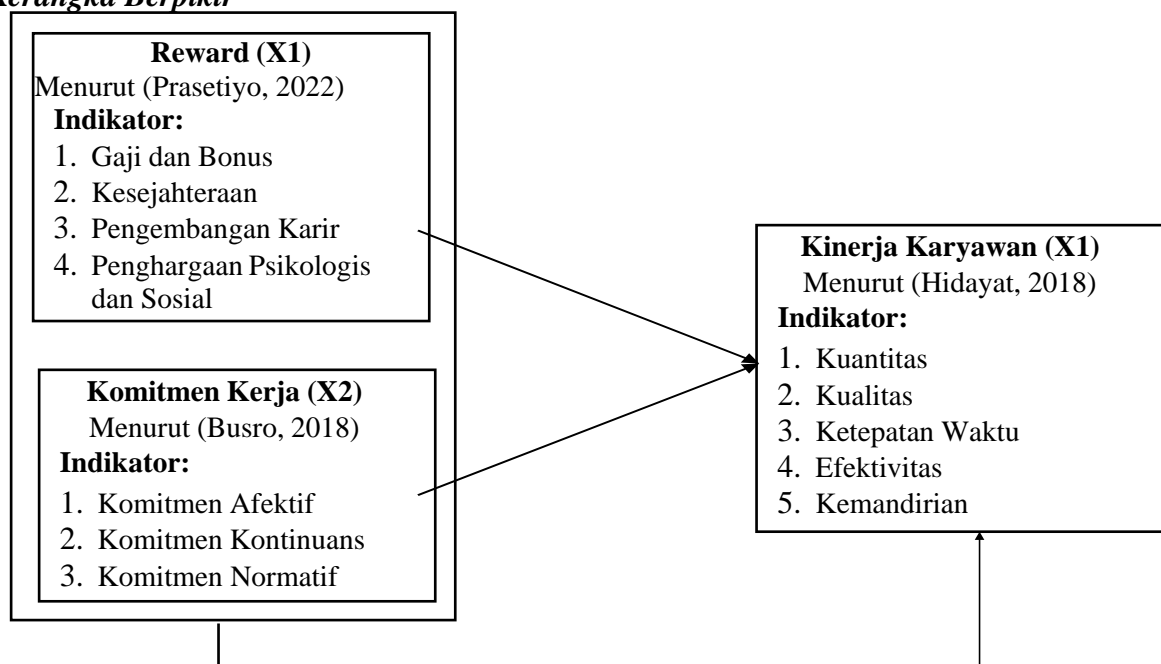 Kerangka Berpikir
Reward (X1)
Menurut (Prasetiyo, 2022)
Indikator:
1. Gaji dan Bonus
2. Kesejahteraan
3. Pengembangan Karir
4. Penghargaan Psikologis
dan Sosial
Komitmen Kerja (X2)
Menurut (Busro, 2018)
Indikator:
1. Komitmen Afektif
2. Komitmen Kontinuans
3. Komitmen Normatif
Kinerja Karyawan (X1)
Menurut (Hidayat, 2018)
Indikator:
1. Kuantitas
2. Kualitas
3. Ketepatan Waktu
4. Efektivitas
5. Kemandirian